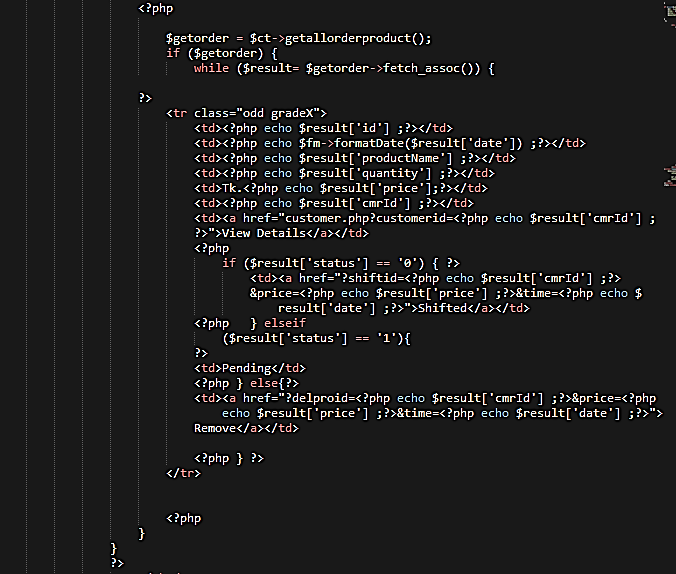 <?php
$getorder = $ct->getallorderproduct();
if ($getorder) {
while ($result= $getorder->fetch_assoc()) {
?>
<tr class="odd gradeX">
<td><?php echo $result['id'] ;?></td>
<td><?php echo $fm->formatDate($result['date']) ;?></td>
<td><?php echo $result['productName'] ;?></td>
<td><?php echo $result['quantity'] ;?></td>
<td>Tk.<?php echo $result['price'];?></td>
<td><?php echo $result['cmrId'] ;?></td>
<td><a href="customer.php?customerid=<?php echo $result['cmrId'] ;
?>">View Details</a></td>
<?php
if ($result['status'] == '0') { ?>
<td><a href="?shiftid=<?php echo $result['cmrId'] ;?>
&price=<?php echo $result['price'] ;?>&time=<?php echo $
result['date'] ;?>">Shifted</a></td>
<?php   } elseif
($result['status'] == '1'){
?>
<td>Pending</td>
<?php } else{?>
<td><a href="?delproid=<?php echo $result['cmrId'] ;?>&price=<?php
echo $result['price'] ;?>&time=<?php echo $result['date'] ;?>">
Remove</a></td>
<?php } ?>
</tr>
<?php
}
}
?>